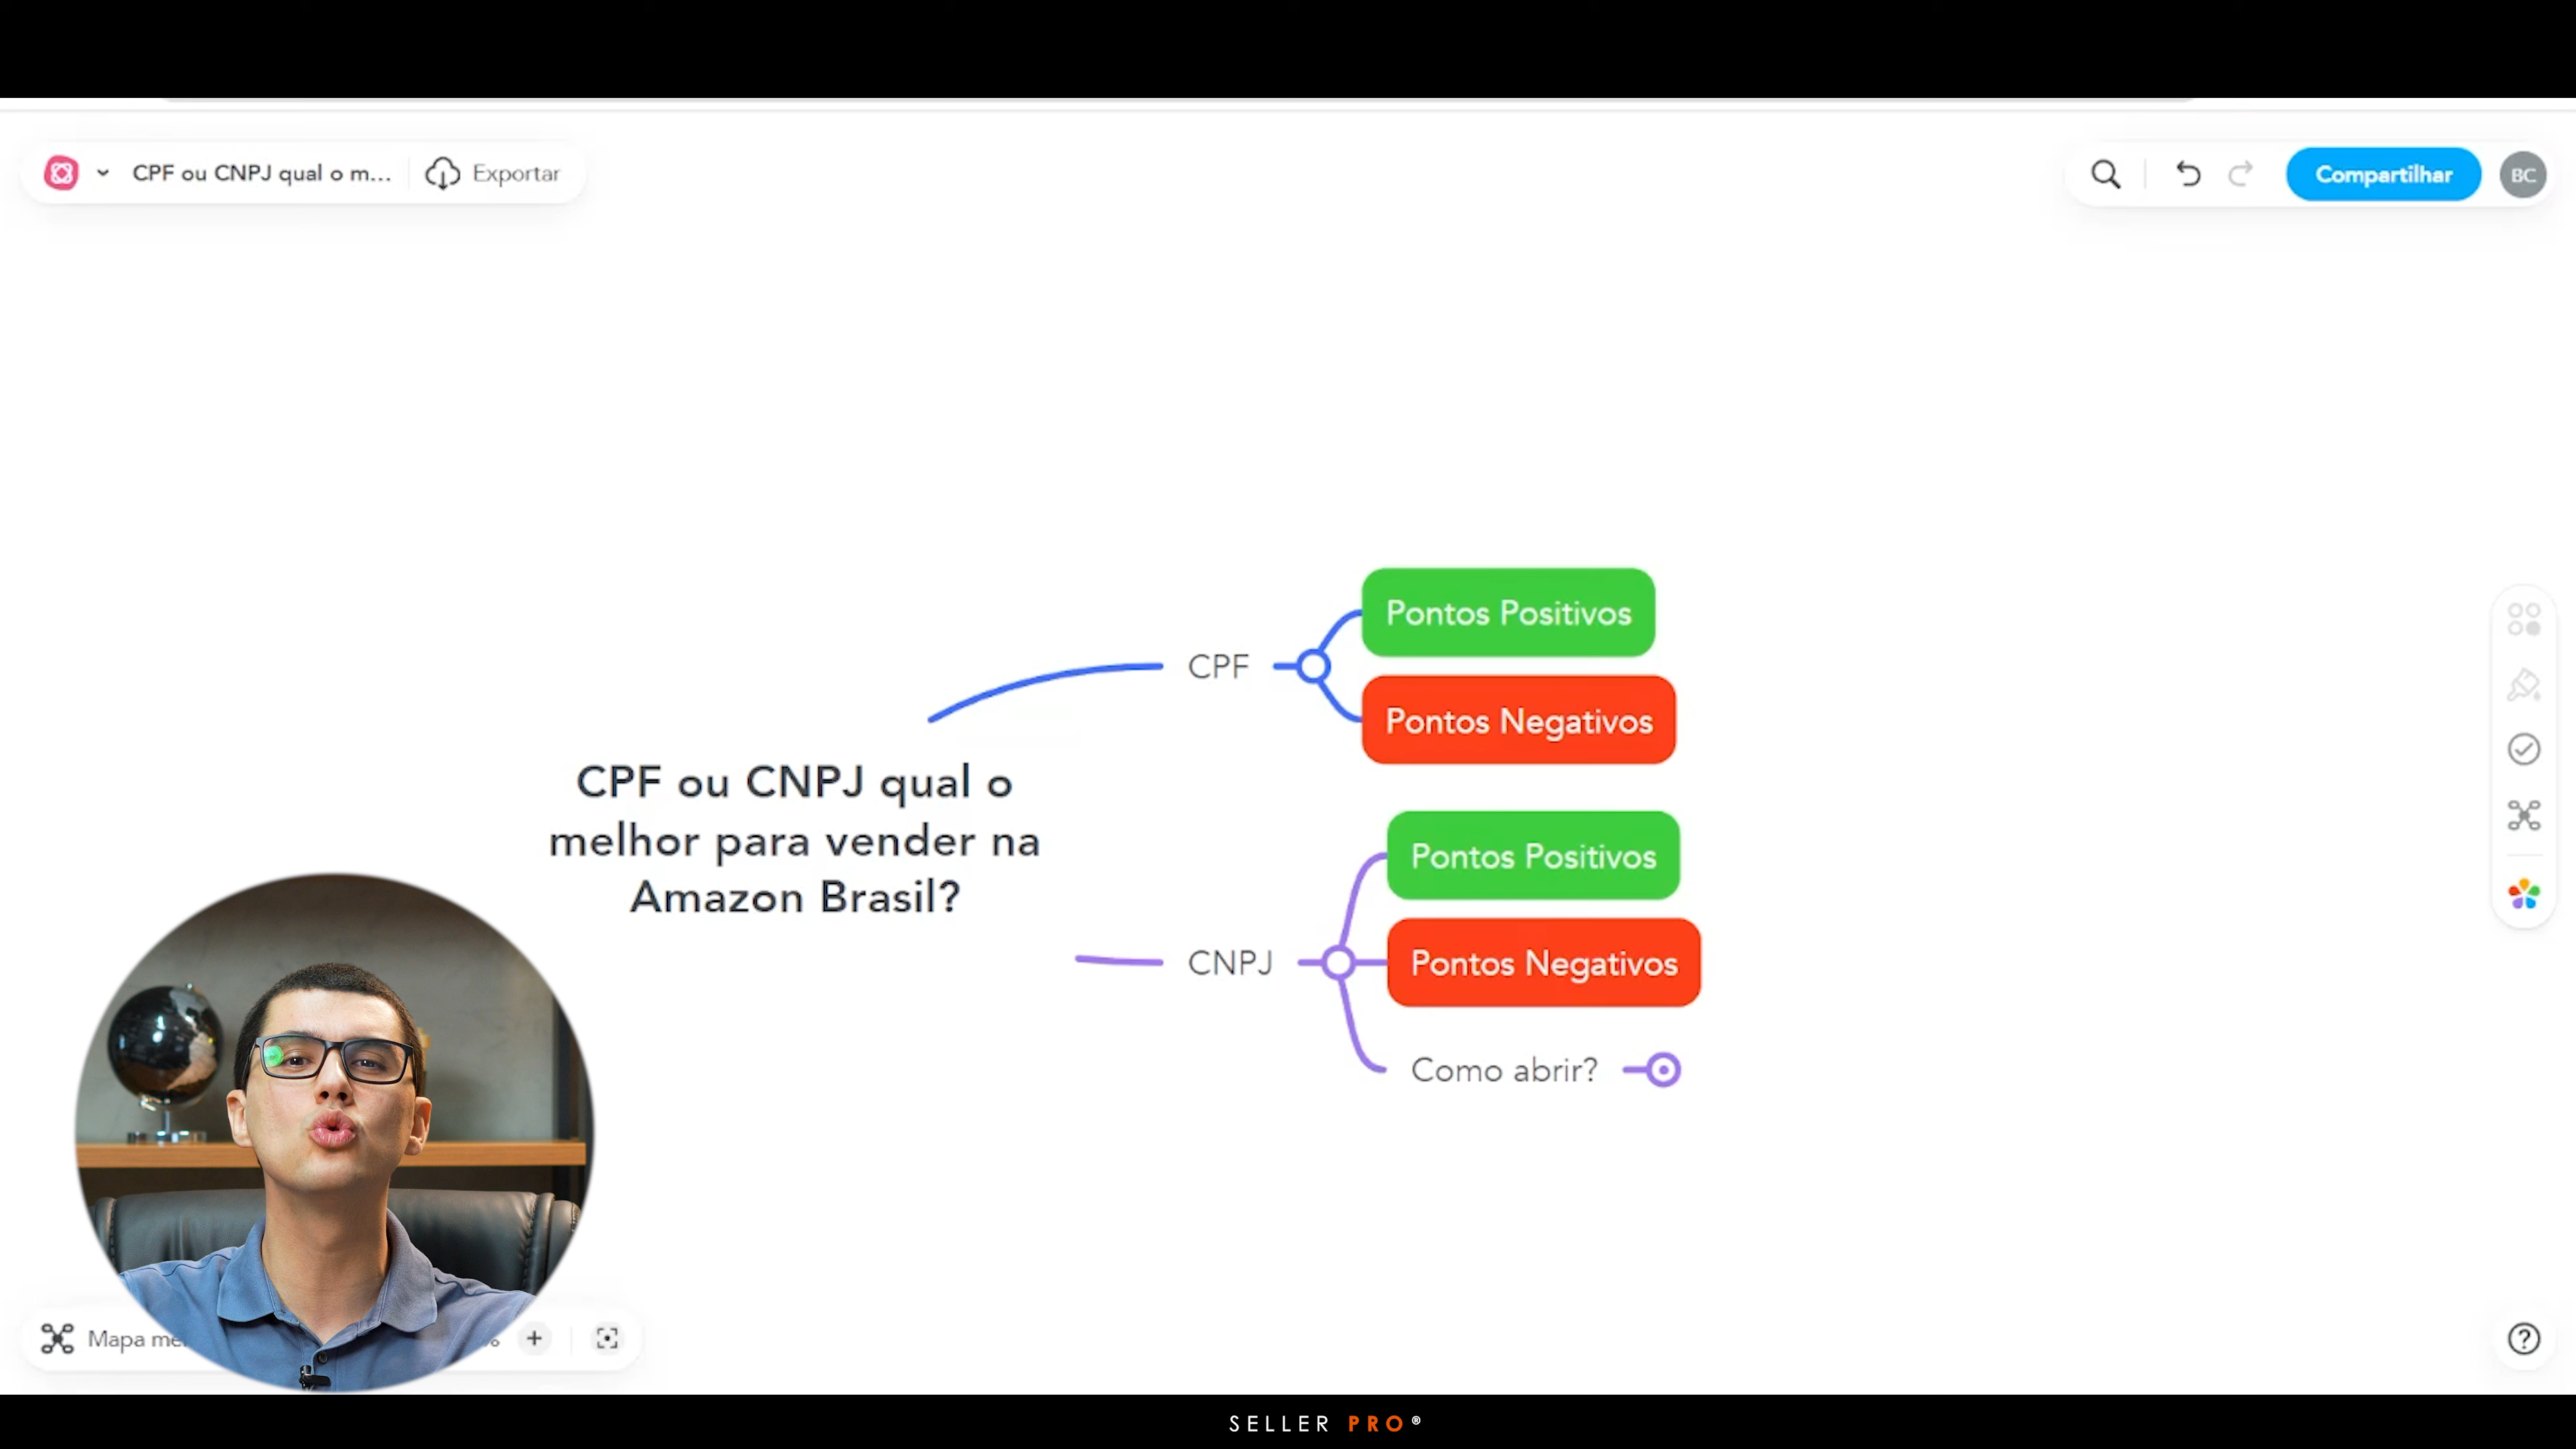 CPF ou CNPJ qual o m...
Exportar
Compartilhar
BC
Pontos Positivos
CPF
Pontos Negativos
CPF ou CNPJ qual o
melhor para vender na
Amazon Brasil?
Pontos Positivos
CNPJ
Pontos Negativos
Como abrir?
Mapa
SELLER PRO®